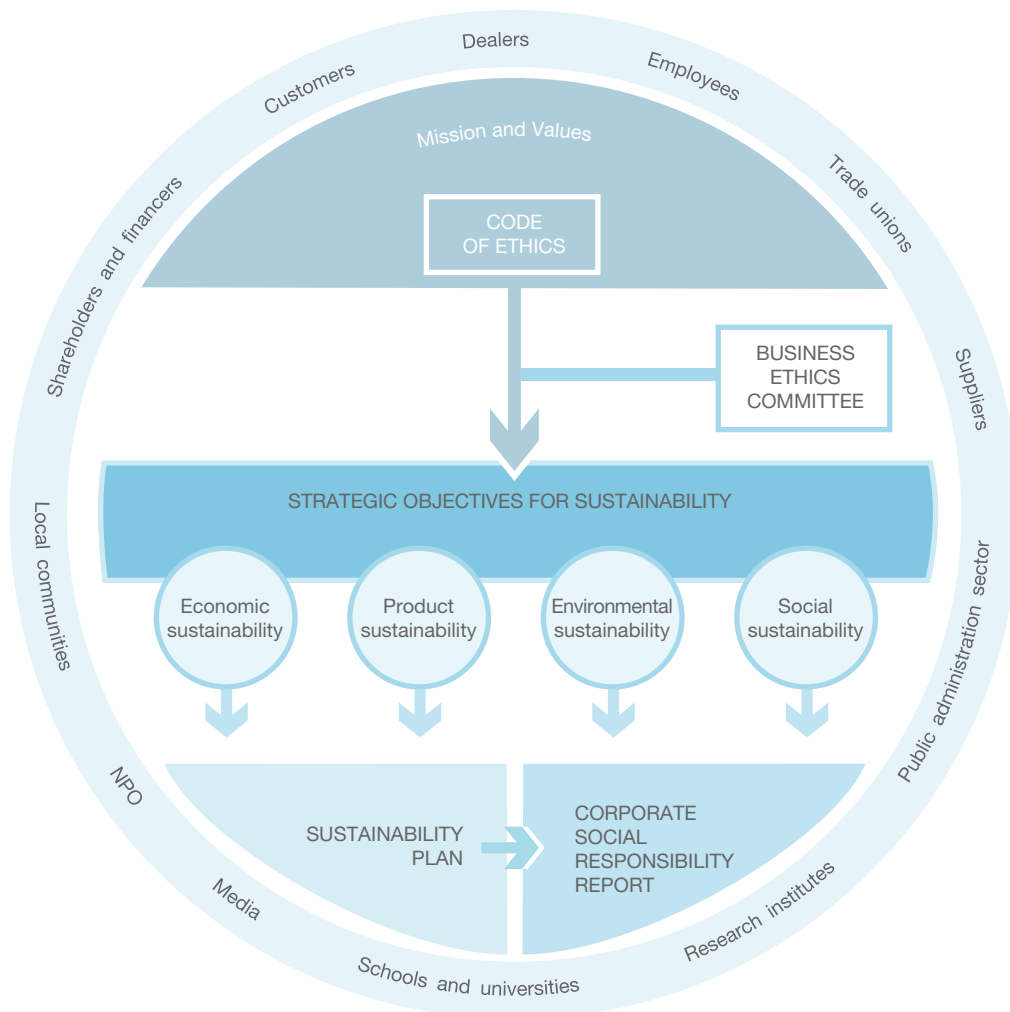 Dealers
Customers
Employees
Mission and Values
Trade unions
Shareholders and financers
CODE
OF ETHICS
BUSINESS
ETHICS
COMMITTEE
Suppliers
STRATEGIC OBJECTIVES FOR SUSTAINABILITY
Local communities
Public administration sector
Economic
sustainability
Product
sustainability
Environmental
sustainability
Social
sustainability
NPO
SUSTAINABILITY
PLAN
CORPORATE
SOCIAL
RESPONSIBILITY
REPORT
Media
Research institutes
Schools and universities